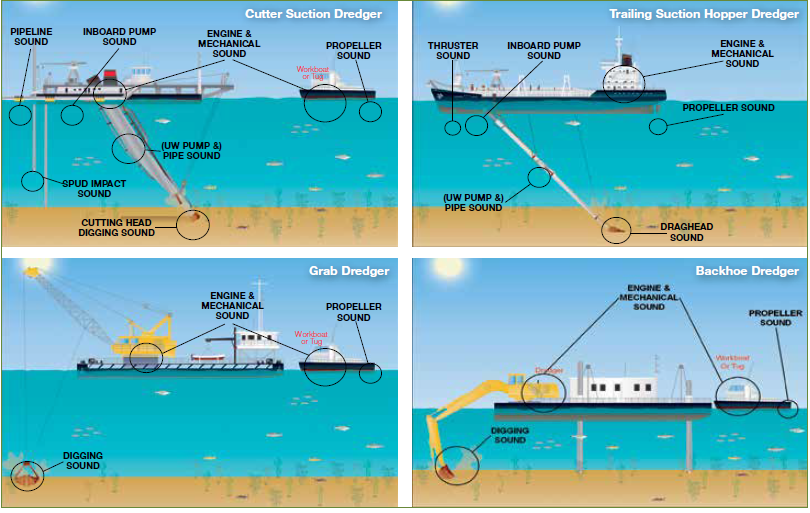 Cutter Suction Dredger
PIPELINE
SOUND
INBOARD PUMP
SOUND
ENGINE &
MECHANICAL
SOUND
PROPELLER
SOUND
Workboat
or Tug
(UW PUMP &)
PIPE SOUND
SPUD IMPACT
SOUND
CUTTING HEAD
DIGGING SOUND
Trailing Suction Hopper Dredger
THRUSTER
SOUND
INBOARD PUMP
SOUND
ENGINE &
MECHANICAL
SOUND
PROPELLER SOUND
(UW PUMP &)
PIPE SOUND
DRAGHEAD
SOUND
Grab Dredger
ENGINE &
MECHANICAL
SOUND
PROPELLER
SOUND
Workboat
or Tug
DIGGING
SOUND
Backhoe Dredger
ENGINE &
MECHANICAL
SOUND
PROPELLER
SOUND
Workboat
Or Tug
Dredger
DIGGING
SOUND